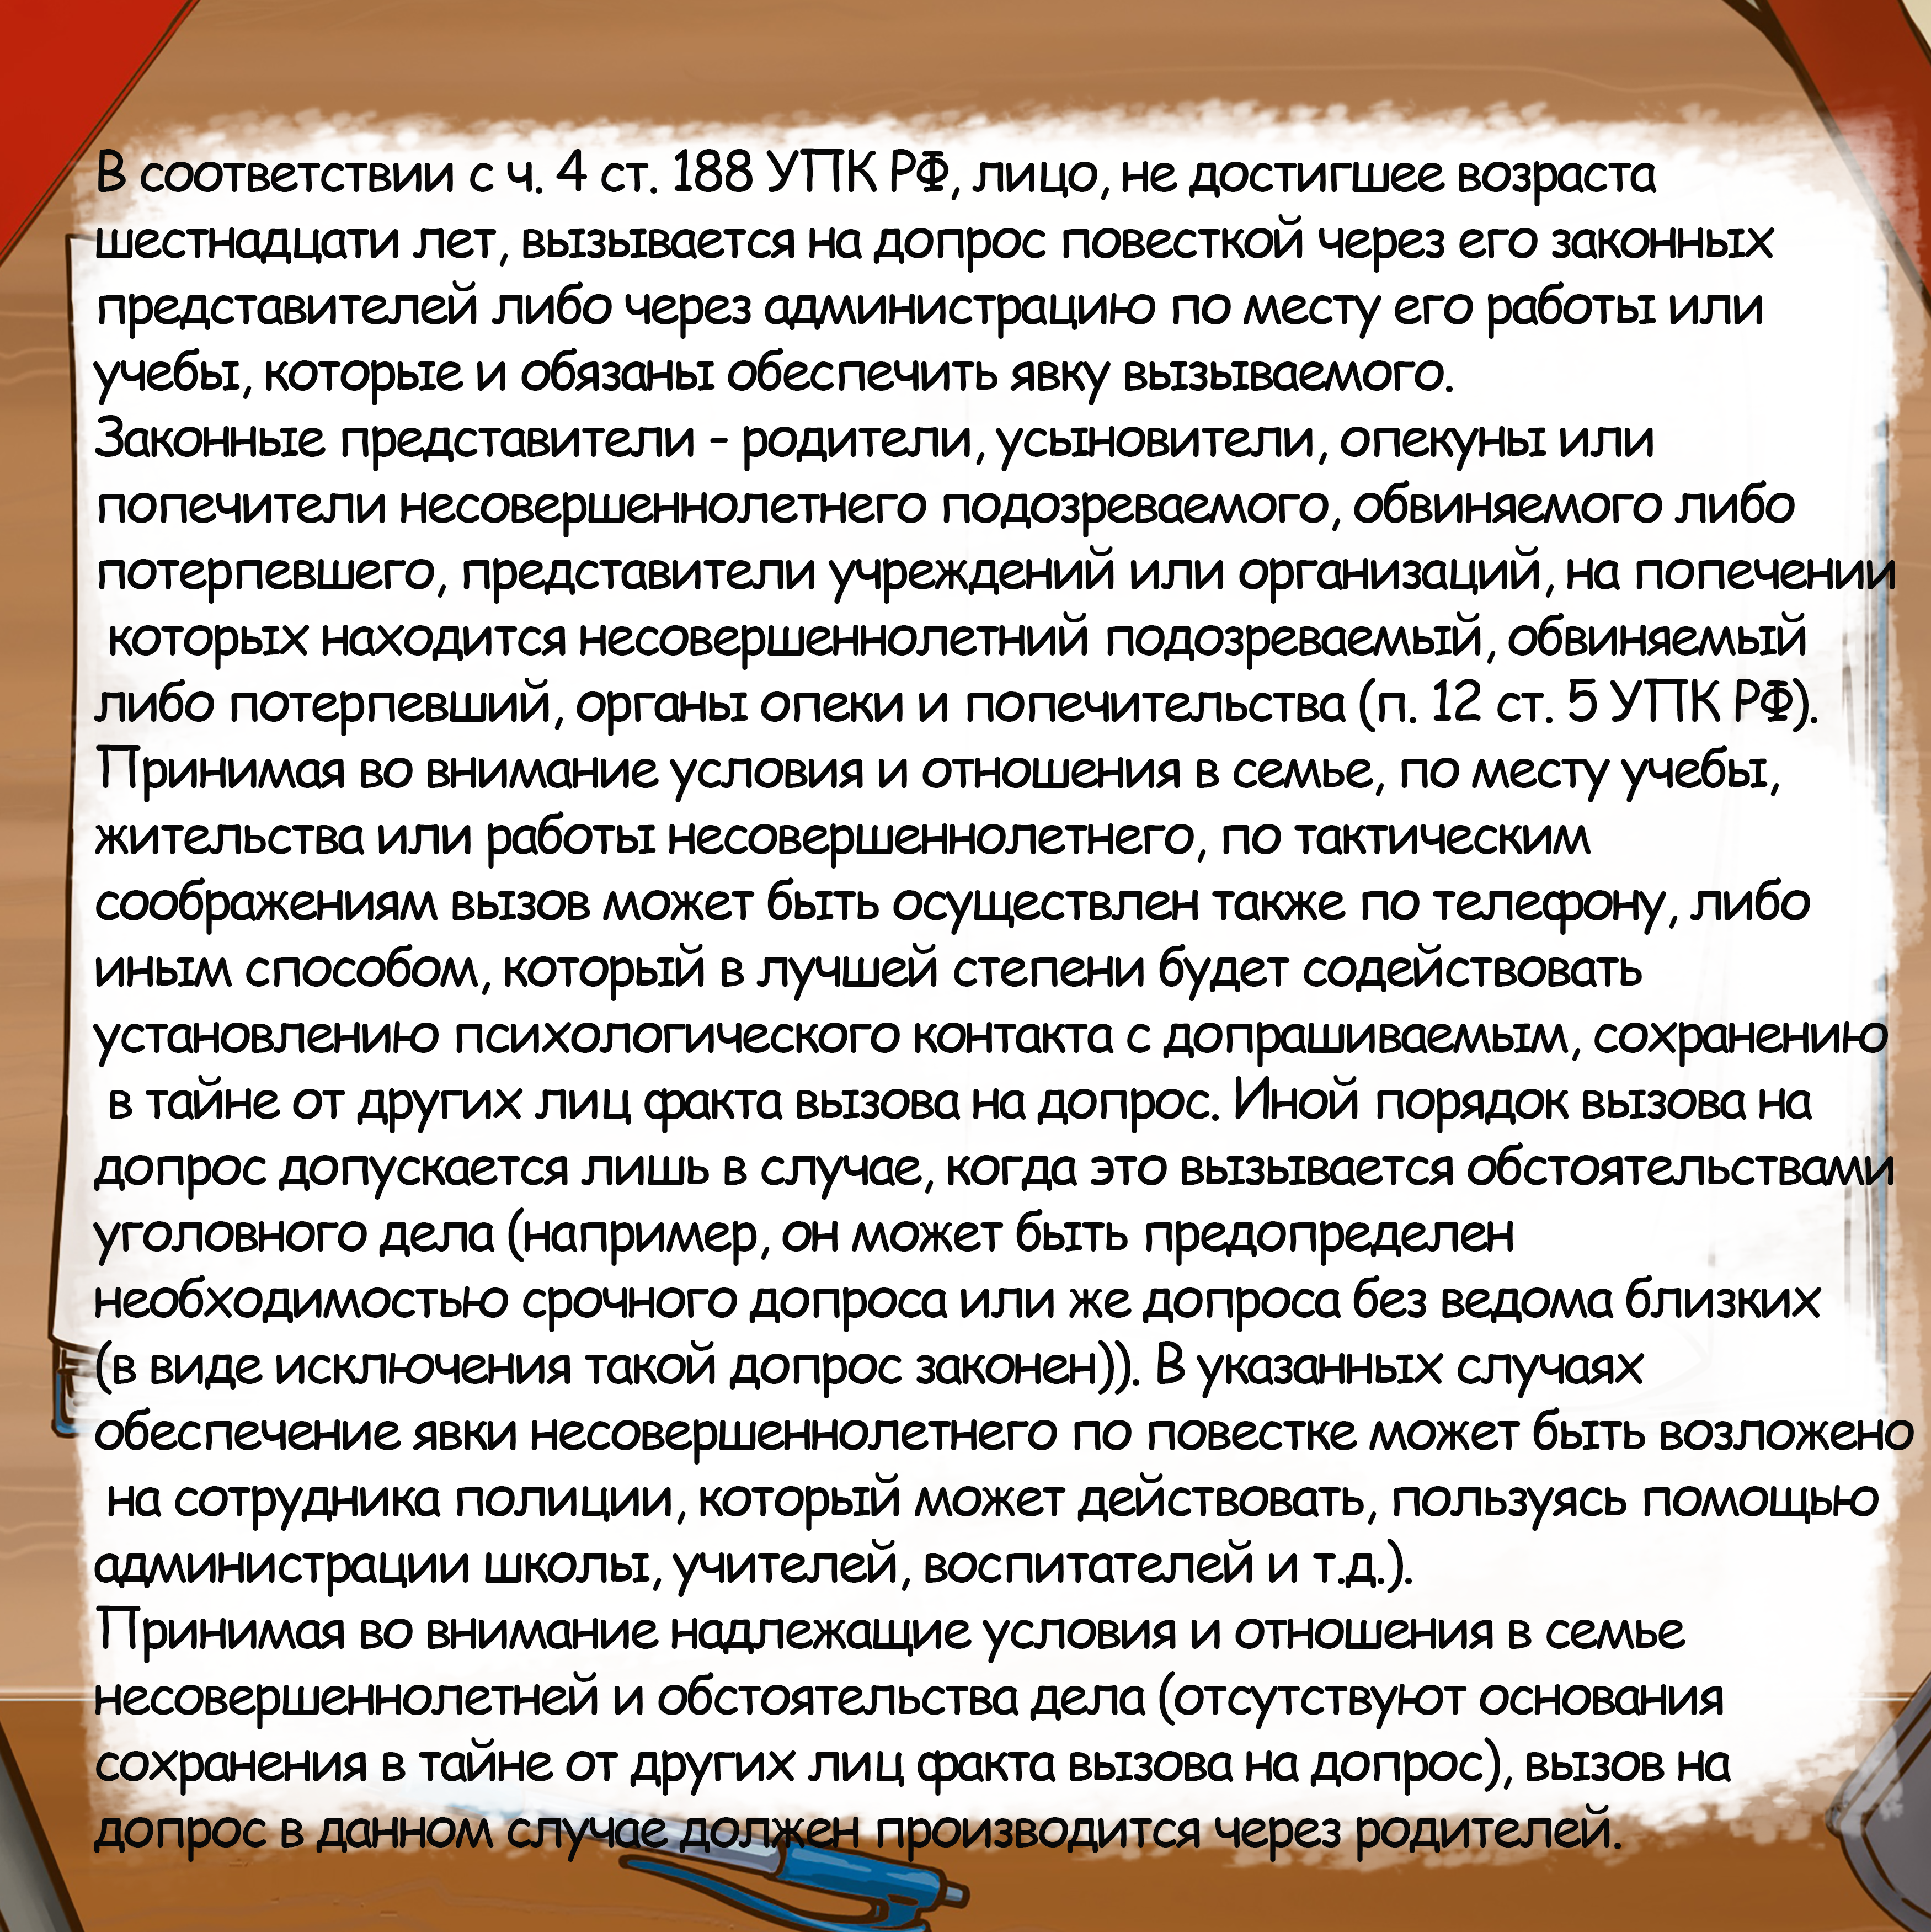 В соответствии с ч. 4 ст. 188 УПК РФ, лицо, не достигшее возраста
шестнадцати лет, вызывается на допрос повесткой через его законных
представителей либо через администрацию по месту его работы или
учебы, которые и обязаны обеспечить явку вызываемого.
Законные представители - родители, усыновители, опекуны или
попечители несовершеннолетнего подозреваемого, обвиняемого либо
потерпевшего, представители учреждений или организаций, на попечении
которых находится несовершеннолетний подозреваемый, обвиняемый
либо потерпевший, органы опеки и попечительства (п. 12 ст. 5 УПК РФ).
Принимая во внимание условия и отношения в семье, по месту учебы,
жительства или работы несовершеннолетнего, по тактическим
соображениям вызов может быть осуществлен также по телефону, либо
иным способом, который в лучшей степени будет содействовать
установлению психологического контакта с допрашиваемым, сохранению
в тайне от других лиц факта вызова на допрос. Иной порядок вызова на
допрос допускается лишь в случае, когда это вызывается обстоятельствами
уголовного дела (например, он может быть предопределен
необходимостью срочного допроса или же допроса без ведома близких
(в виде исключения такой допрос законен)). В указанных случаях
обеспечение явки несовершеннолетнего по повестке может быть возложено
на сотрудника полиции, который может действовать, пользуясь помощью
администрации школы, учителей, воспитателей и т.д.).
Принимая во внимание надлежащие условия и отношения в семье
несовершеннолетней и обстоятельства дела (отсутствуют основания
сохранения в тайне от других лиц факта вызова на допрос), вызов на
допрос в данном случае должен производится через родителей.